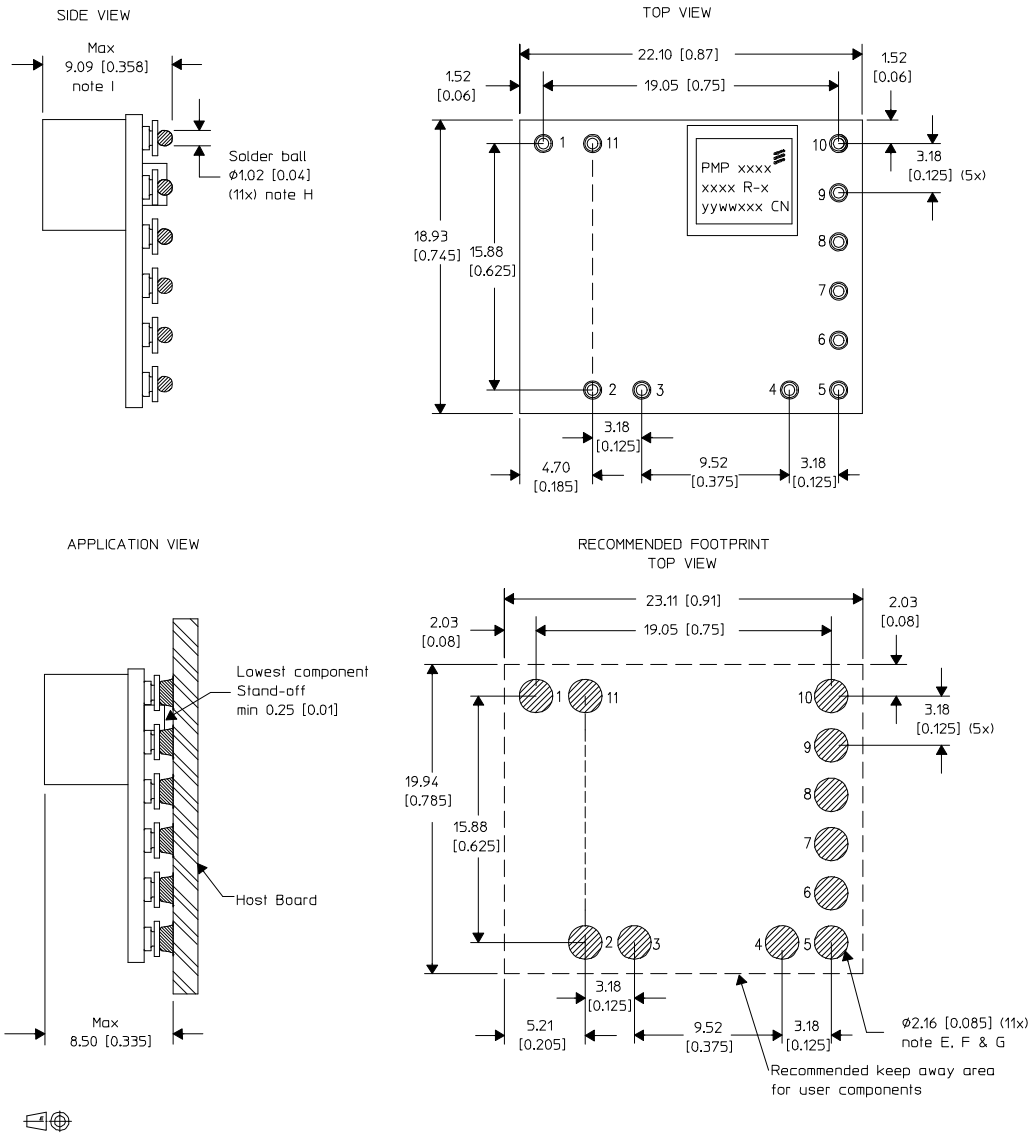 SIDE VIEW
Max
9.09 [0.358]
note I
Solder ball
ø1.02 [0.04]
(11x) note H
TOP VIEW
22.10 [0.87]
19.05 [0.75]
1.52
[0.06]
1.52
[0.06]
1
11
10
PMP xxxx
xxxx R-x
yywwxxx CN
3.18
[0.125] (5x)
9
8
7
6
18.93
[0.745]
15.88
[0.625]
2
3
4
5
3.18
[0.125]
4.70
[0.185]
9.52
[0.375]
3.18
[0.125]
APPLICATION VIEW
Lowest component
Stand-off
min 0.25 [0.01]
Host Board
Max
8.50 [0.335]
RECOMMENDED FOOTPRINT
TOP VIEW
23.11 [0.91]
19.05 [0.75]
2.03
[0.08]
2.03
[0.08]
1
11
10
3.18
[0.125] (5x)
9
8
7
6
19.94
[0.785]
15.88
[0.625]
2
3
4
5
3.18
[0.125]
5.21
[0.205]
9.52
[0.375]
3.18
[0.125]
ø2.16 [0.085] (11x)
note E, F & G
Recommended keep away area
for user components